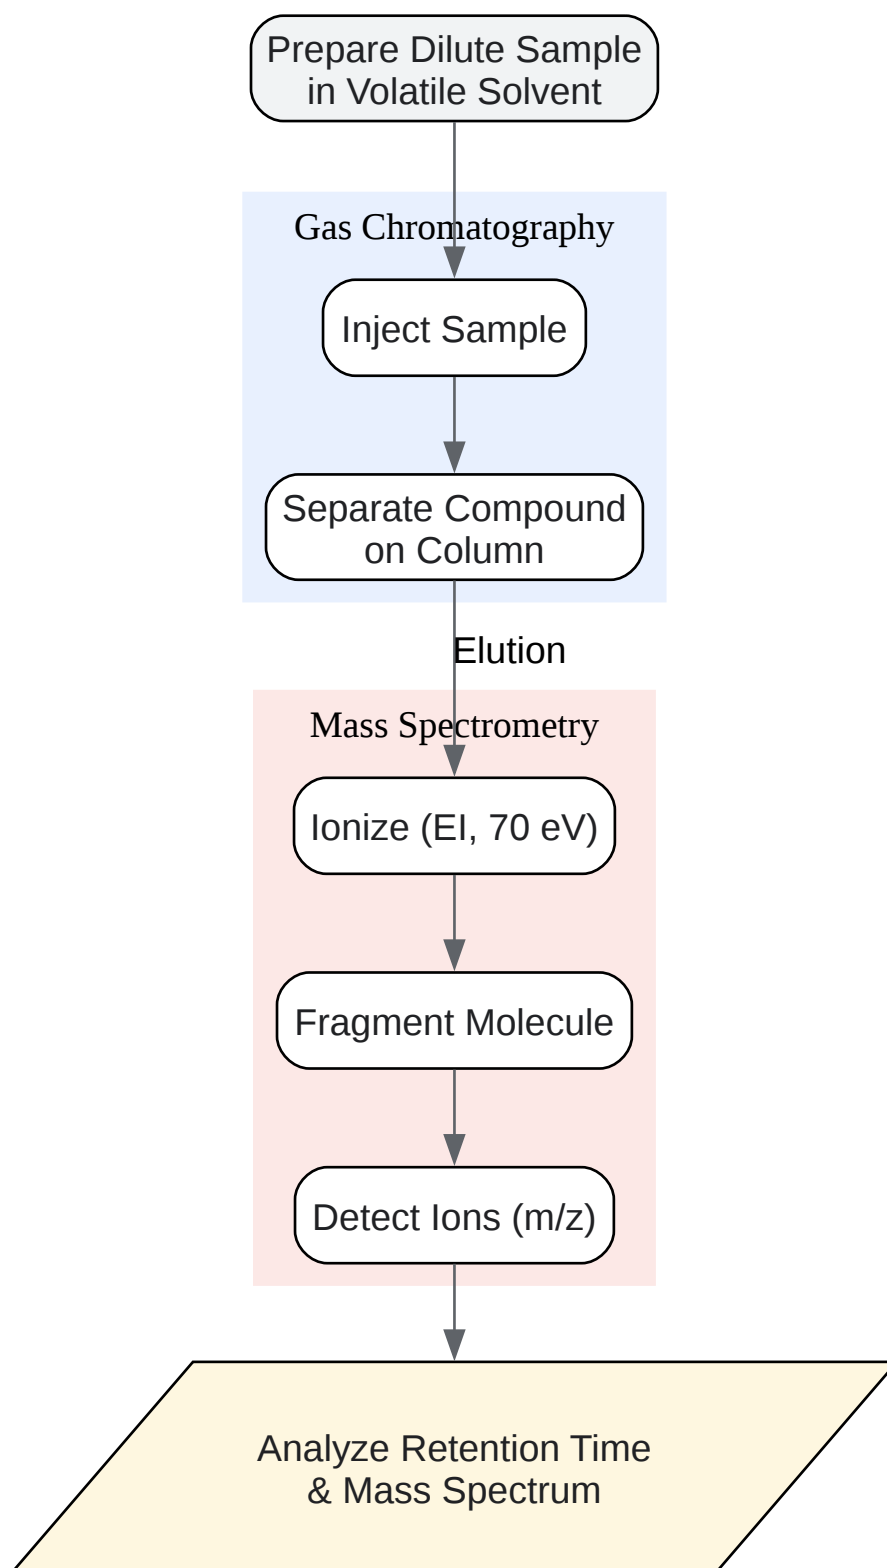 Prepare Dilute Sample
in Volatile Solvent
Gas Chromatography
Inject Sample
Separate Compound
on Column
Elution
Mass Spectrometry
Ionize (EI, 70 eV)
Fragment Molecule
Detect Ions (m/z)
Analyze Retention Time
& Mass Spectrum